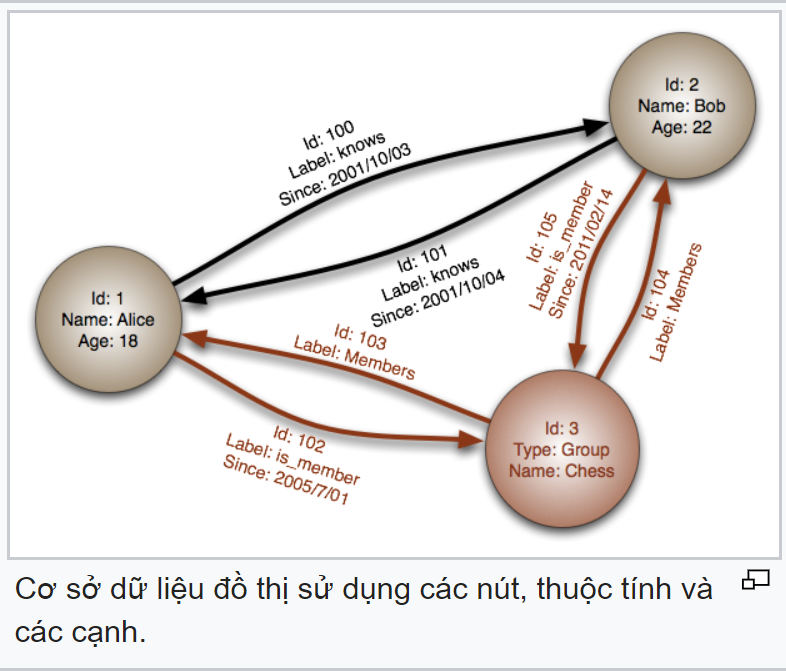 Id: 2
Name: Bob
Age: 22
Id: 100
Label: knows
Since: 2001/10/03
Id: 101
Label: knows
Since: 2001/10/04
Id: 105
Label: is_member
Since: 2011/02/14
Id: 104
Label: Members
Id: 1
Name: Alice
Age: 18
Id: 103
Label: Members
Id: 102
Label: is_member
Since: 2005/7/01
Id: 3
Type: Group
Name: Chess
Cơ sở dữ liệu đồ thị sử dụng các nút, thuộc tính và
các cạnh.